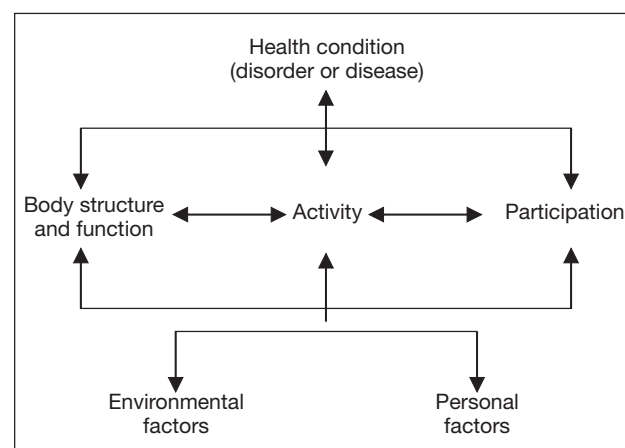 Health condition
(disorder or disease)
Body structure
and function
Activity
Participation
Environmental
factors
Personal
factors